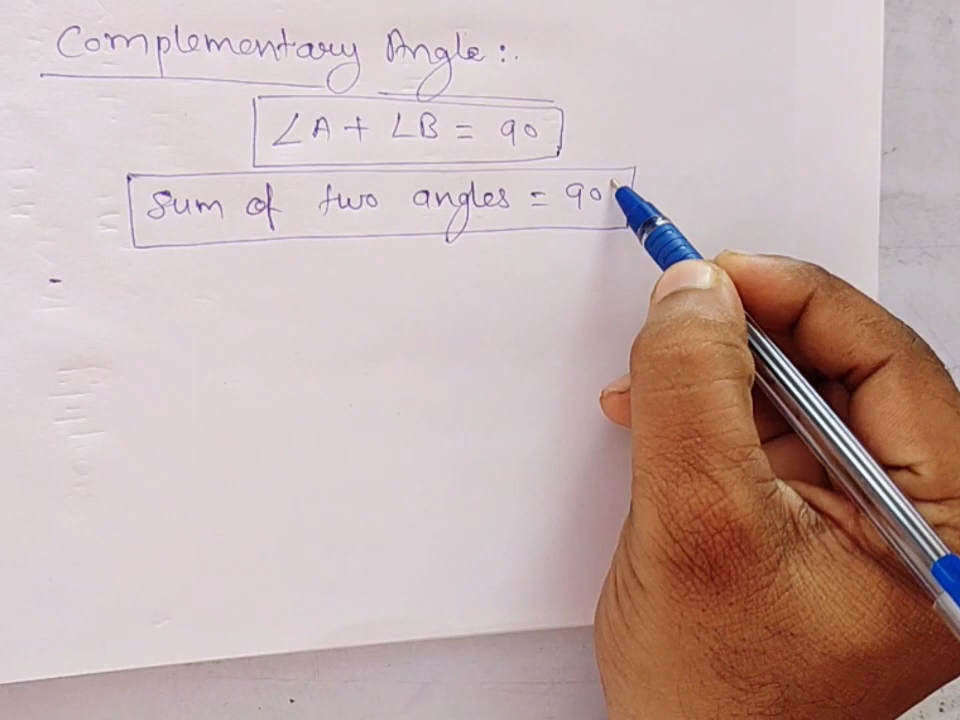 Complementary Angle:.
∠A + ∠B = 90
Sum of two angles = 90